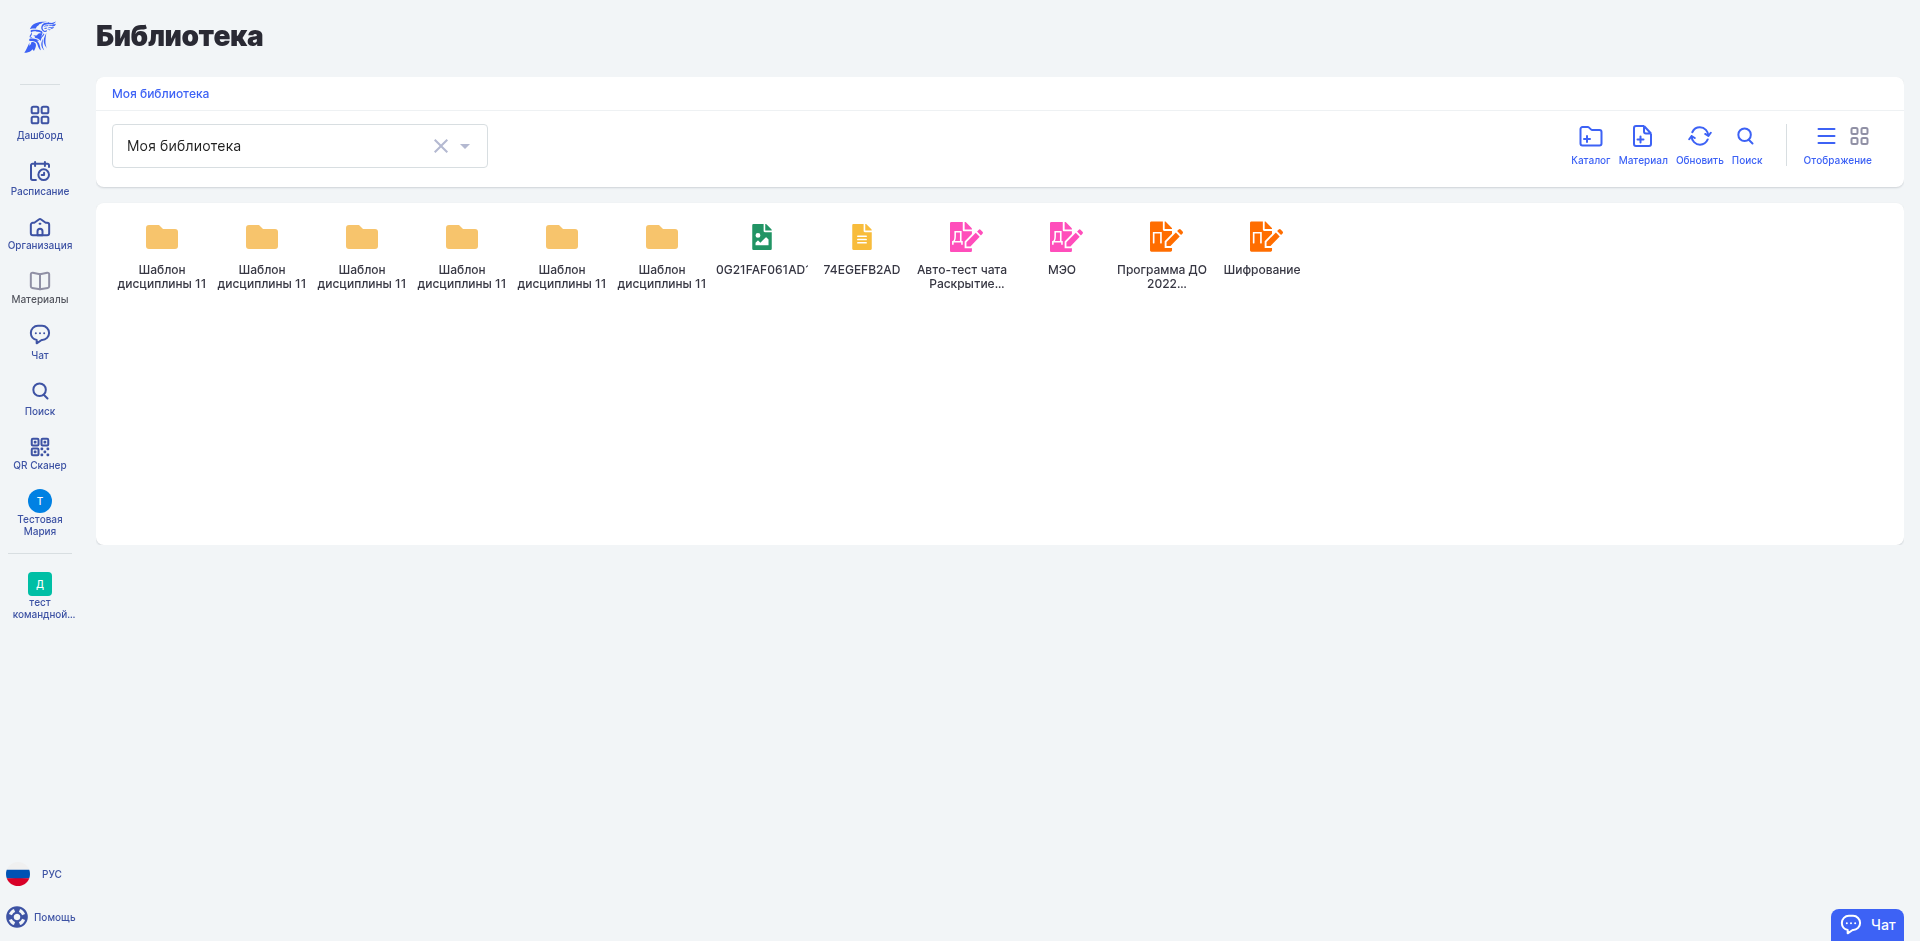 Библиотека
Моя библиотека
Моя библиотека
Каталог
Материал
Обновить
Поиск
Отображение
Дашборд
Расписание
Организация
Материалы
Чат
Поиск
QR Сканер
Т
Тестовая
Мария
Д
тест
командной...
РУС
Помощь
Шаблон
дисциплины 11
Шаблон
дисциплины 11
Шаблон
дисциплины 11
Шаблон
дисциплины 11
Шаблон
дисциплины 11
Шаблон
дисциплины 11
0G21FAF061AD
74EGEFB2AD
Д
Авто-тест чата
Раскрытие...
Д
МЭО
П
Программа ДО
2022...
П
Шифрование
Чат